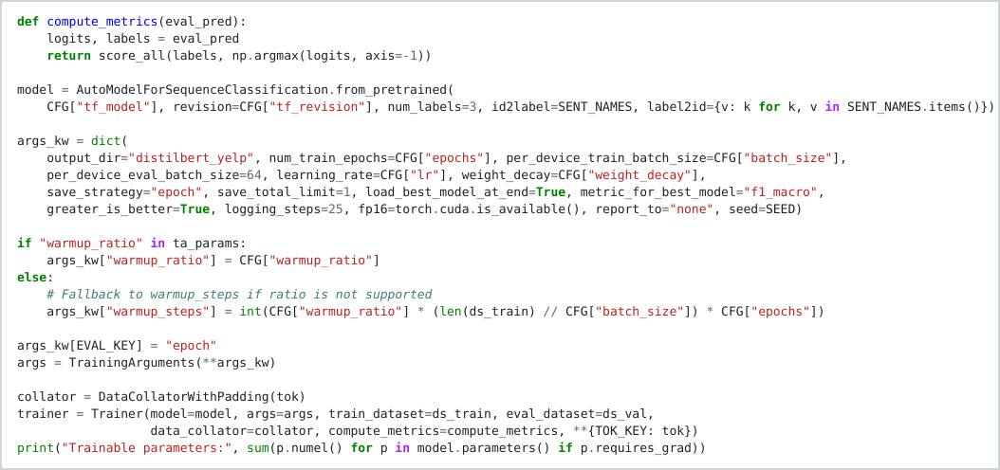 def compute_metrics(eval_pred):
    logits, labels = eval_pred
    return score_all(labels, np.argmax(logits, axis=-1))

model = AutoModelForSequenceClassification.from_pretrained(
    CFG["tf_model"], revision=CFG["tf_revision"], num_labels=3, id2label=SENT_NAMES, label2id={v: k for k, v in SENT_NAMES.items()})

args_kw = dict(
    output_dir="distilbert_yelp", num_train_epochs=CFG["epochs"], per_device_train_batch_size=CFG["batch_size"],
    per_device_eval_batch_size=64, learning_rate=CFG["lr"], weight_decay=CFG["weight_decay"],
    save_strategy="epoch", save_total_limit=1, load_best_model_at_end=True, metric_for_best_model="f1_macro",
    greater_is_better=True, logging_steps=25, fp16=torch.cuda.is_available(), report_to="none", seed=SEED)

if "warmup_ratio" in ta_params:
    args_kw["warmup_ratio"] = CFG["warmup_ratio"]
else:
    # Fallback to warmup_steps if ratio is not supported
    args_kw["warmup_steps"] = int(CFG["warmup_ratio"] * (len(ds_train) // CFG["batch_size"]) * CFG["epochs"])

args_kw[EVAL_KEY] = "epoch"
args = TrainingArguments(**args_kw)

collator = DataCollatorWithPadding(tok)
trainer = Trainer(model=model, args=args, train_dataset=ds_train, eval_dataset=ds_val,
                  data_collator=collator, compute_metrics=compute_metrics, **{TOK_KEY: tok})
print("Trainable parameters:", sum(p.numel() for p in model.parameters() if p.requires_grad))